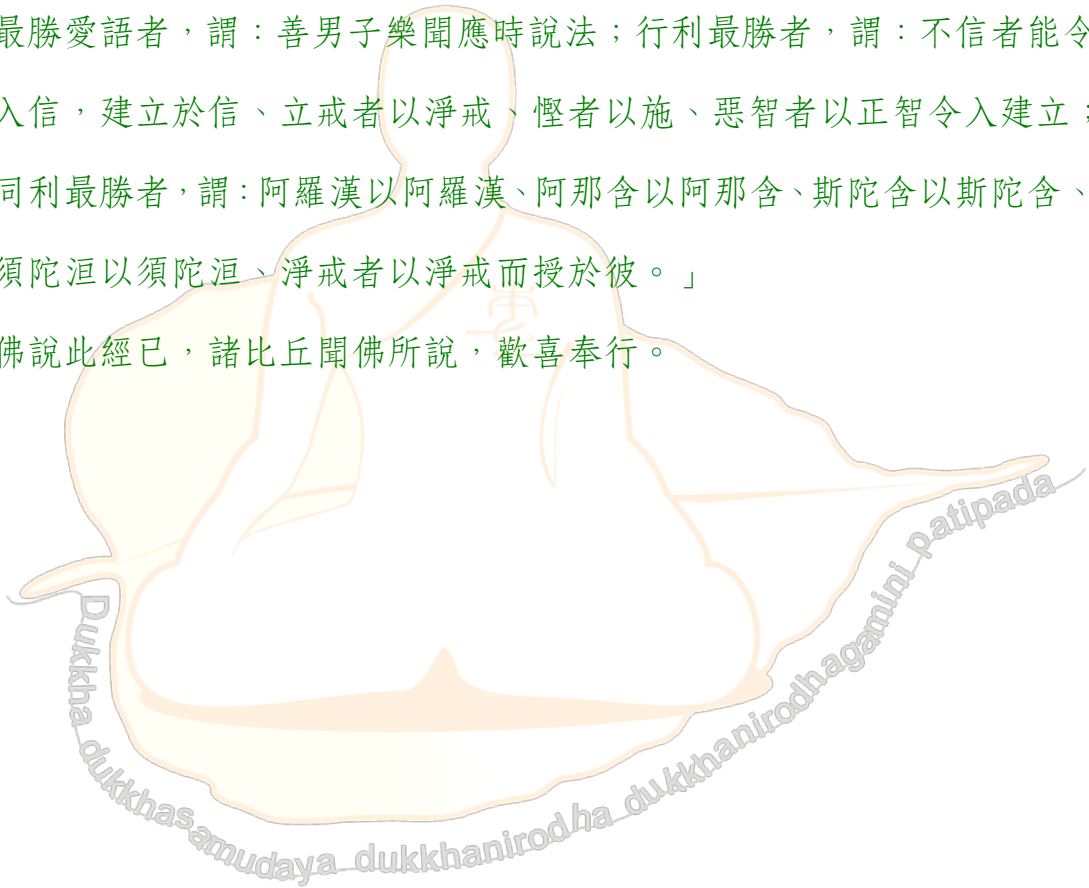 最勝愛語者，謂：善男子樂聞應時說法；行利最勝者，謂：不信者能令
入信，建立於信、立戒者以淨戒、慳者以施、惡智者以正智令入建立；
同利最勝者，謂：阿羅漢以阿羅漢、阿那含以阿那含、斯陀含以斯陀含、
須陀洹以須陀洹、淨戒者以淨戒而授於彼。」
佛說此經已，諸比丘聞佛所說，歡喜奉行。
Dukkha_dukkhasamudaya_dukkhanirodha_dukkhanirodhagamini_patipada